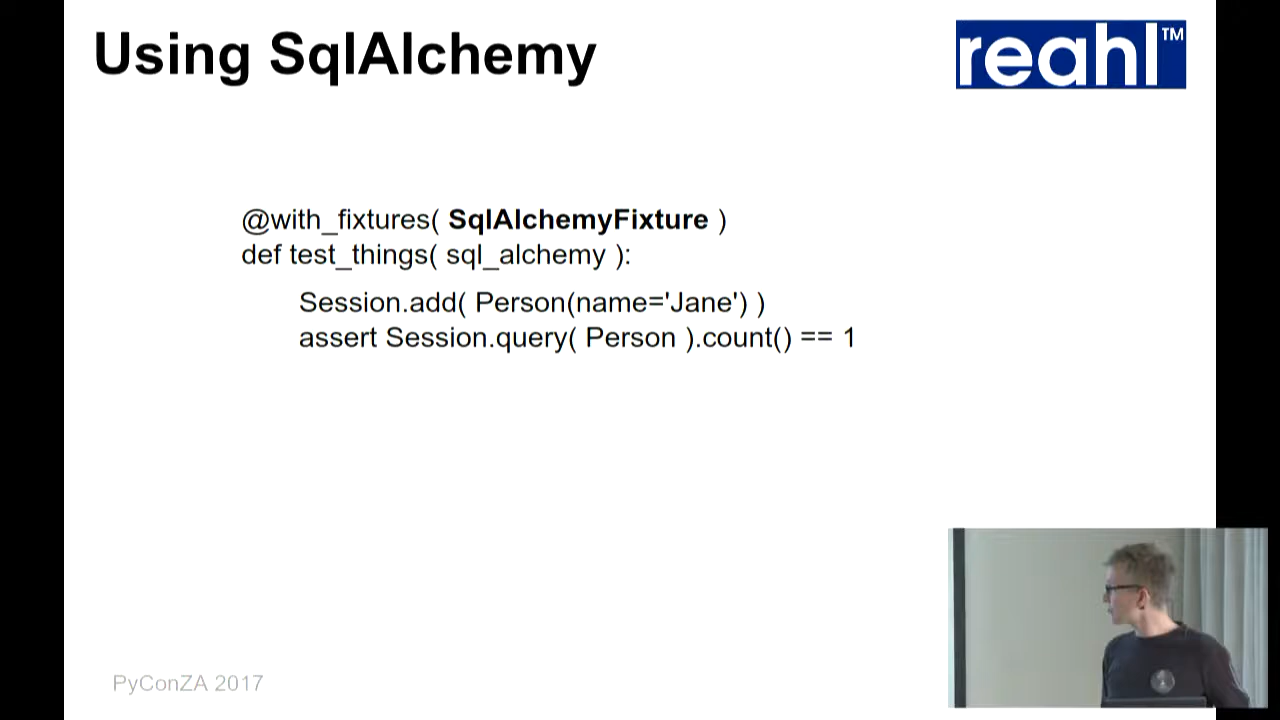 Using SqlAlchemy
reahl™
@with_fixtures( SqlAlchemyFixture )
def test_things( sql_alchemy ):
Session.add( Person(name='Jane') )
assert Session.query( Person ).count() == 1
PyConZA 2017